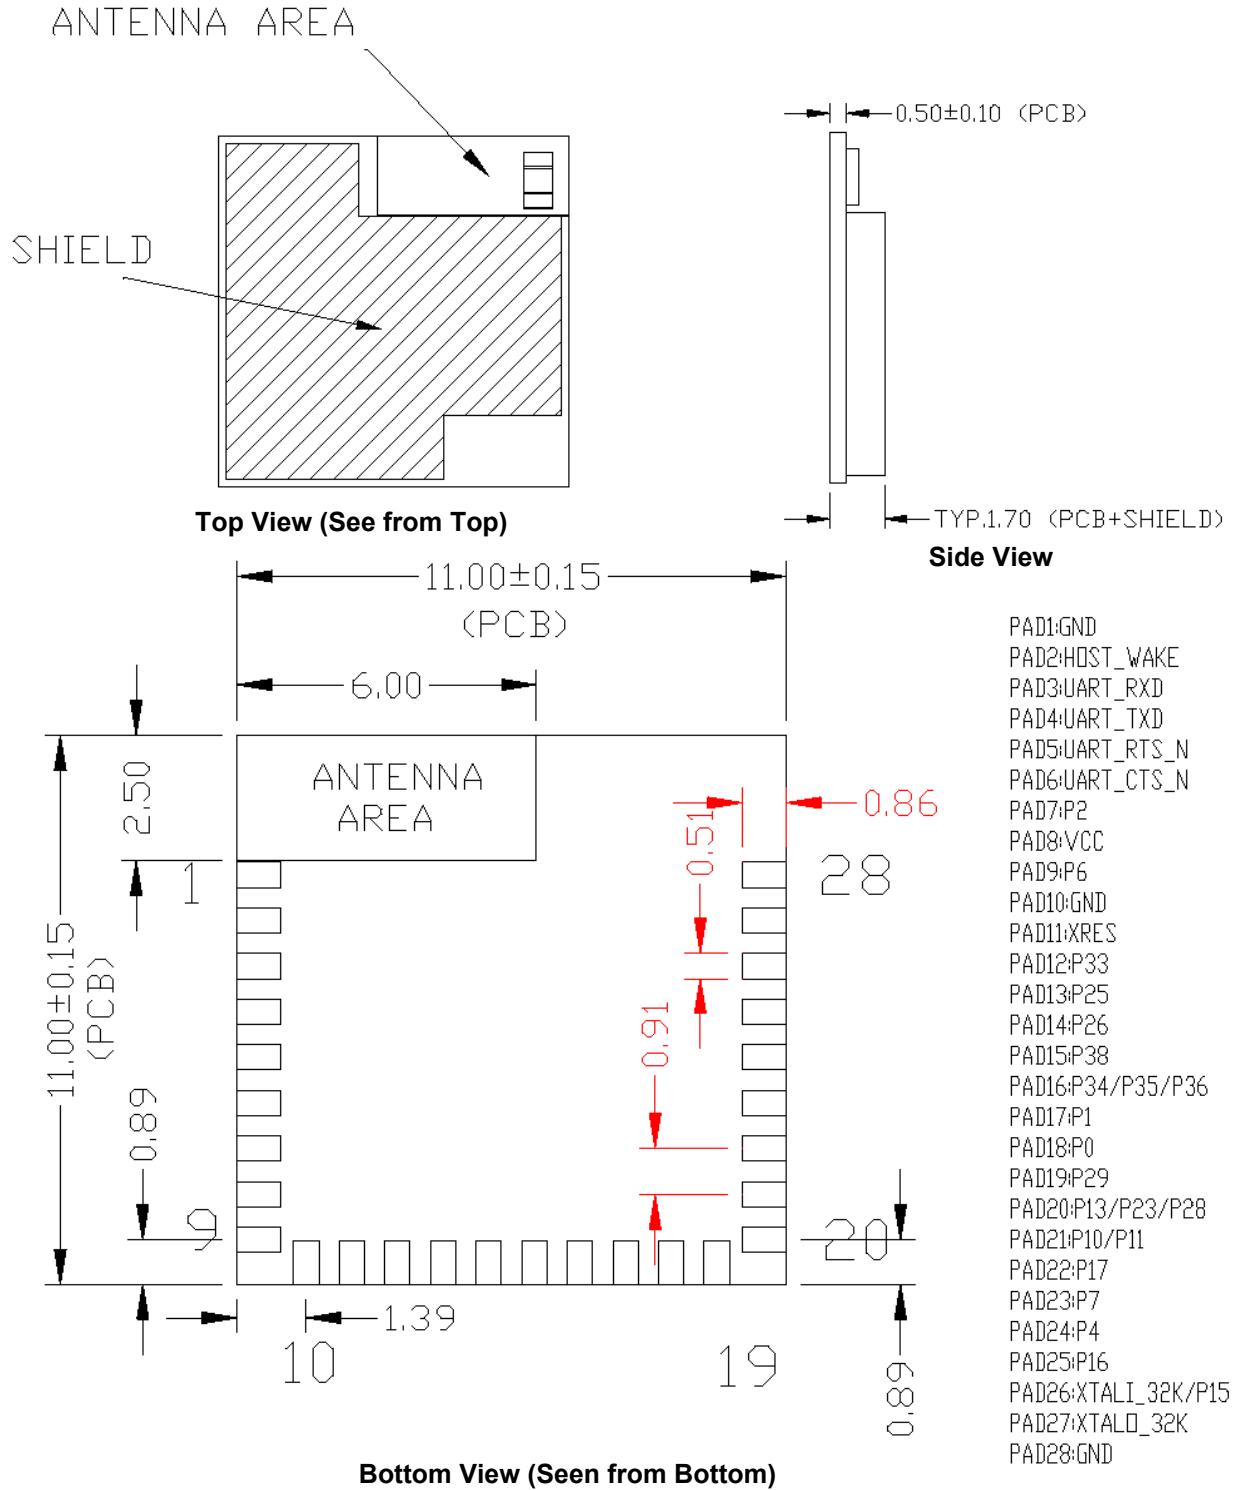 ANTENNA AREA
0.50±0.10 (PCB)
SHIELD
Top View (See from Top)
TYP.1.70 (PCB+SHIELD)
Side View
11.00±0.15
(PCB)
6.00
2.50
ANTENNA
AREA
0.86
0.51
1
28
11.00±0.15
(PCB)
0.91
0.89
9
20
1.39
10
19
0.89
Bottom View (Seen from Bottom)
PAD1:GND
PAD2:HOST_WAKE
PAD3:UART_RXD
PAD4:UART_TXD
PAD5:UART_RTS_N
PAD6:UART_CTS_N
PAD7:P2
PAD8:VCC
PAD9:P6
PAD10:GND
PAD11:XRES
PAD12:P33
PAD13:P25
PAD14:P26
PAD15:P38
PAD16:P34/P35/P36
PAD17:P1
PAD18:P0
PAD19:P29
PAD20:P13/P23/P28
PAD21:P10/P11
PAD22:P17
PAD23:P7
PAD24:P4
PAD25:P16
PAD26:XTALI_32K/P15
PAD27:XTALO_32K
PAD28:GND